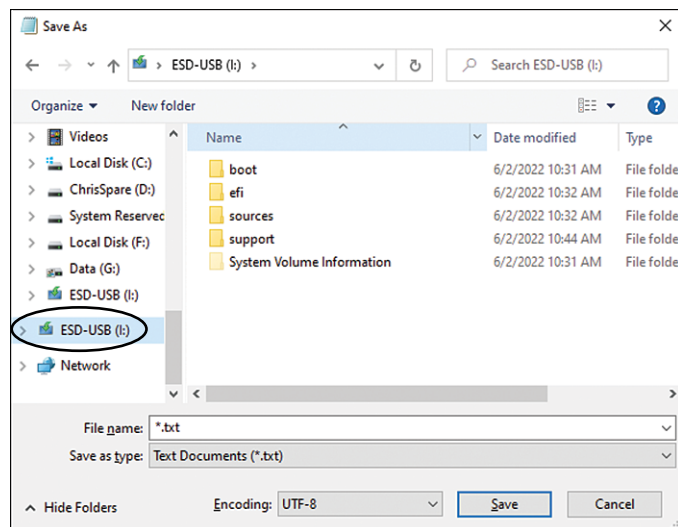 Save As
ESD-USB (I:)
Search ESD-USB (I:)
Organize
New folder
Name
Date modified
Type
Videos
Local Disk (C:)
ChrisSpare (D:)
System Reserved
Local Disk (F:)
Data (G:)
ESD-USB (I:)
ESD-USB (I:)
Network
boot 6/2/2022 10:31 AM File folde
efi 6/2/2022 10:32 AM File folde
sources 6/2/2022 10:32 AM File folde
support 6/2/2022 10:44 AM File folde
System Volume Information 6/2/2022 10:31 AM File folde
File name: *.txt
Save as type: Text Documents (*.txt)
Hide Folders
Encoding: UTF-8
Save
Cancel